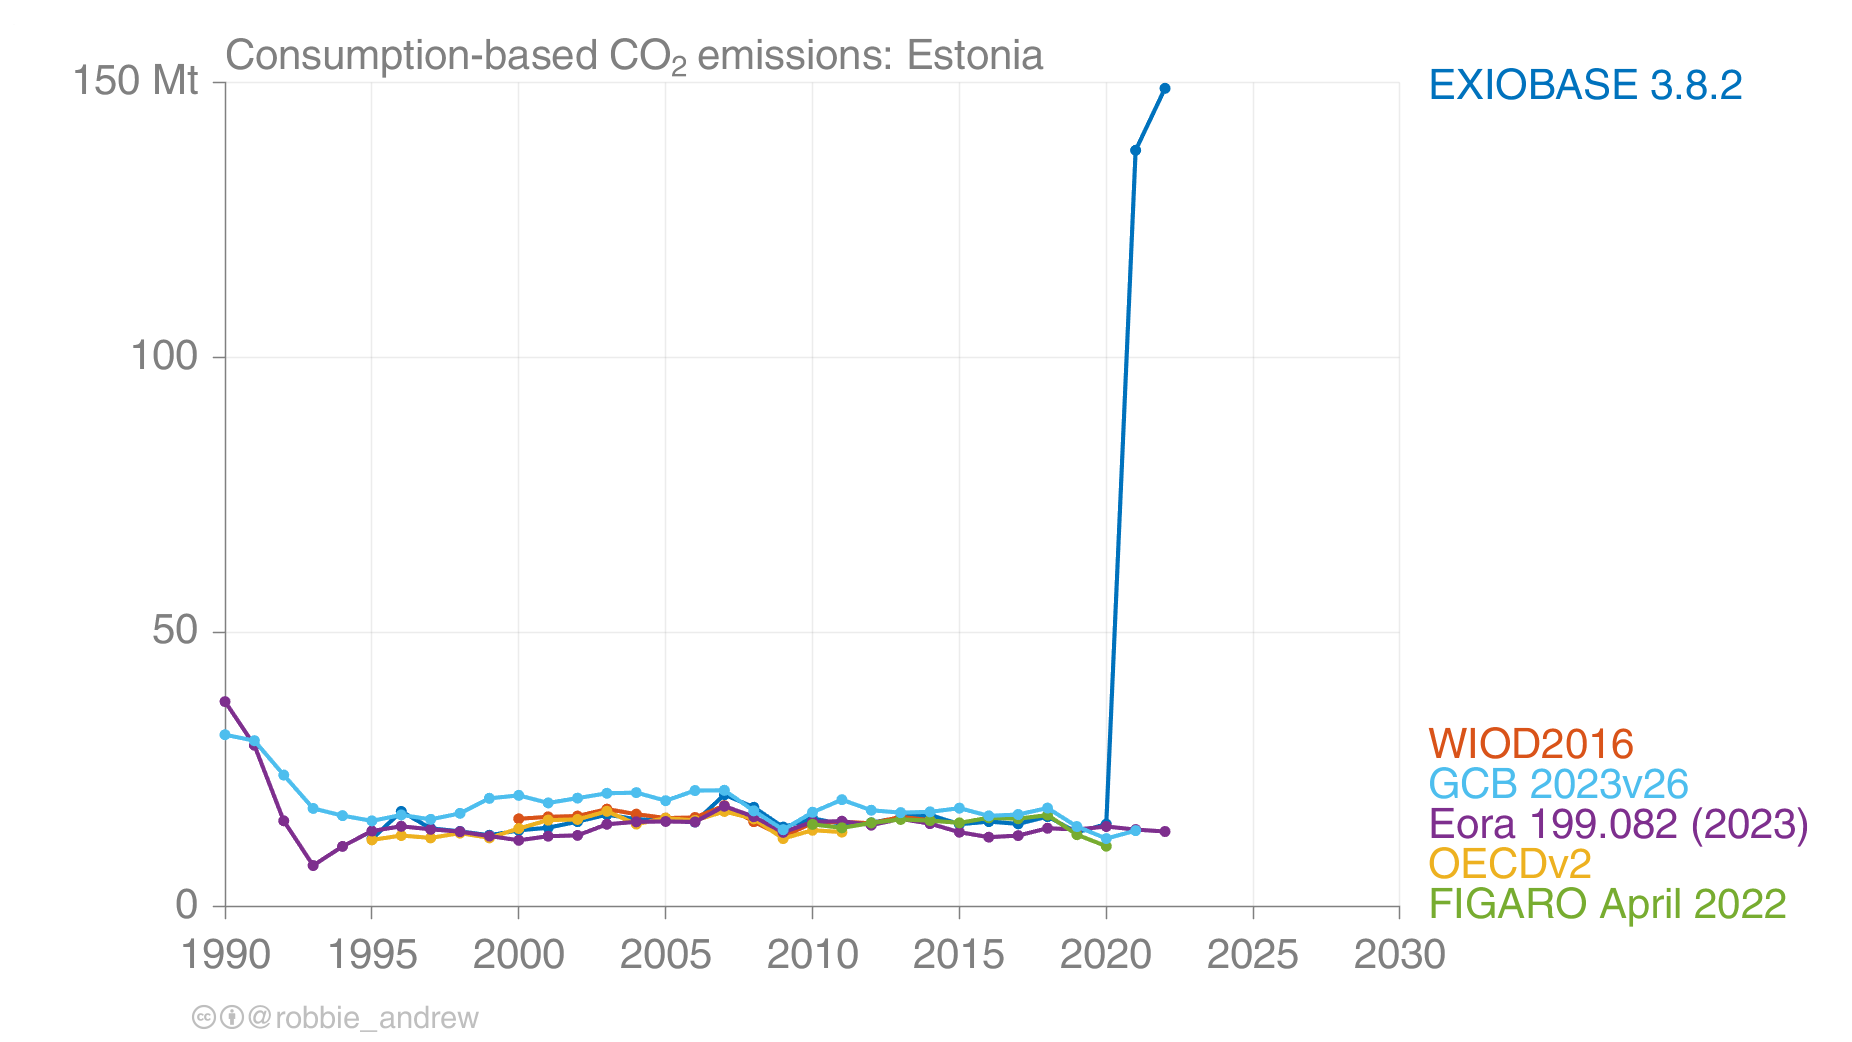 Consumption-based CO₂ emissions: Estonia
150 Mt
100
50
0
1990 1995 2000 2005 2010 2015 2020 2025 2030
EXIOBASE 3.8.2
WIOD2016
GCB 2023v26
Eora 199.082 (2023)
OECDv2
FIGARO April 2022
cc @robbie_andrew